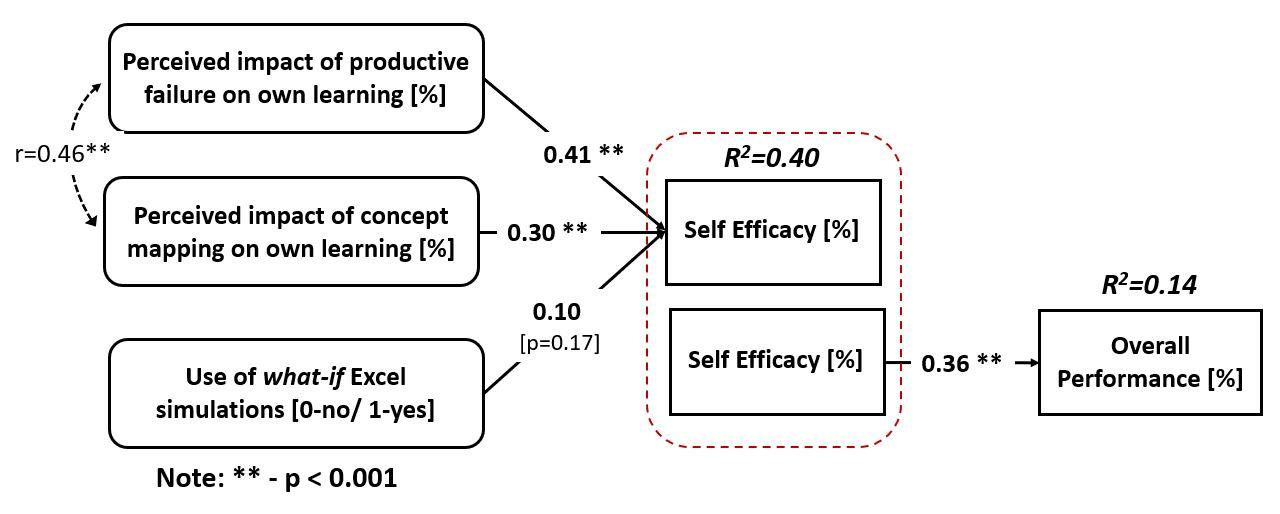 Perceived impact of productive
failure on own learning [%]
r=0.46**
0.41 **
R²=0.40
Perceived impact of concept
mapping on own learning [%]
0.30 **
Self Efficacy [%]
0.10
[p=0.17]
Use of what-if Excel
simulations [0-no/ 1-yes]
Self Efficacy [%]
0.36 **
R²=0.14
Overall
Performance [%]
Note: ** - p < 0.001